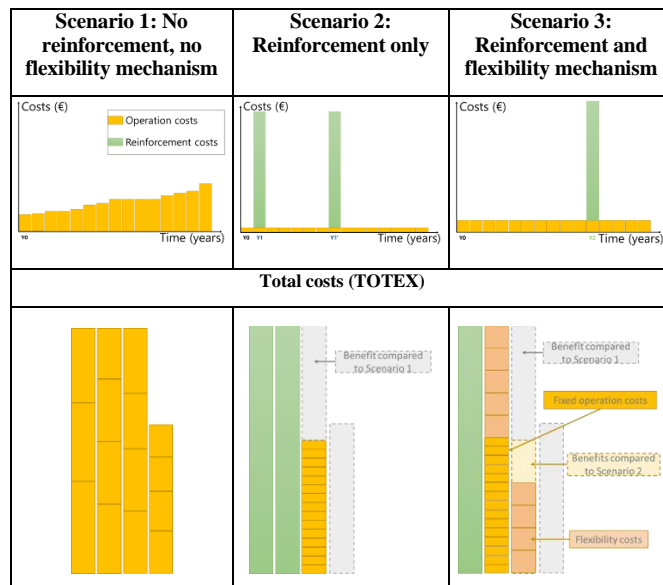 Scenario 1: No
reinforcement, no
flexibility mechanism
Scenario 2:
Reinforcement only
Scenario 3:
Reinforcement and
flexibility mechanism
Costs (€)
Operation costs
Reinforcement costs
Y0
Time (years)
Costs (€)
Y0
Y1
Y1'
Time (years)
Costs (€)
Y0
Y2
Time (years)
Total costs (TOTEX)
Benefit compared
to Scenario 1
Benefit compared
to Scenario 1
Fixed operation costs
Benefits compared
to Scenario 2
Flexibility costs